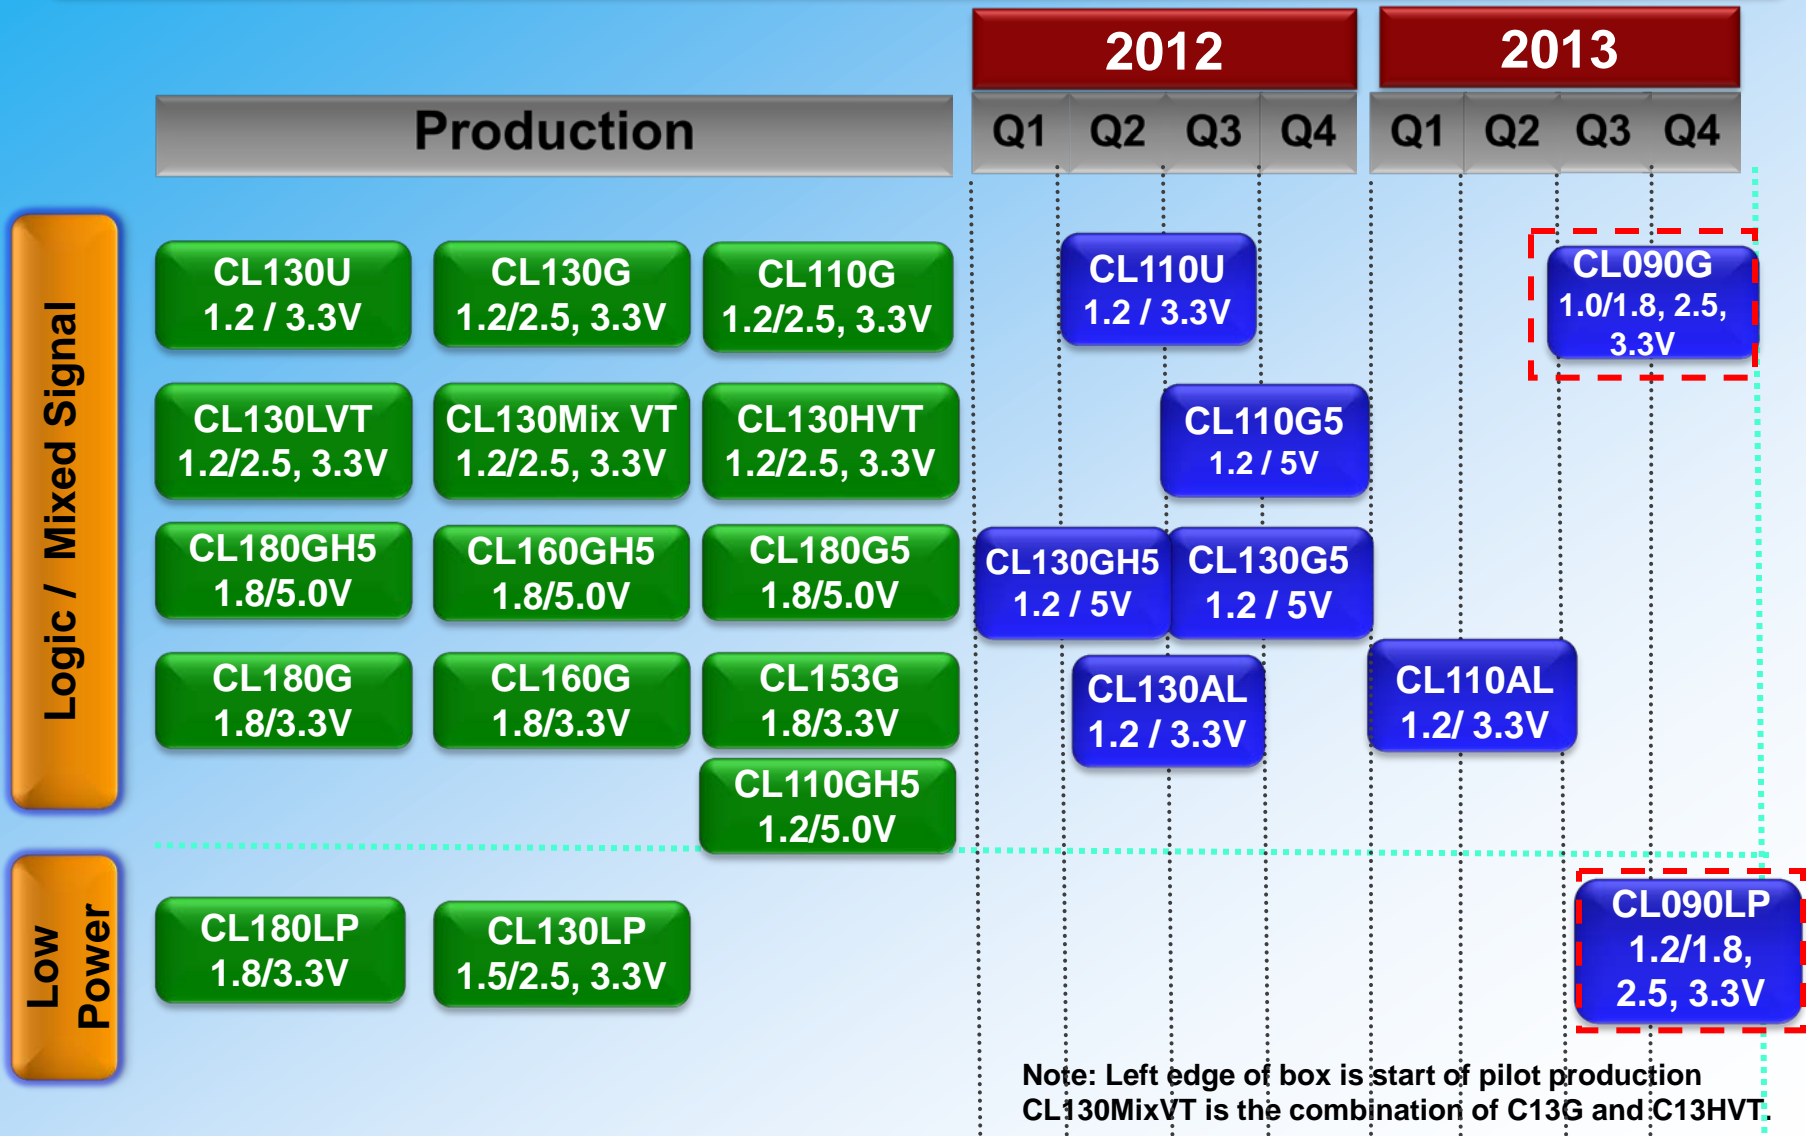 2012
2013
Production
Q1
Q2
Q3
Q4
Q1
Q2
Q3
Q4
Logic / Mixed Signal
CL130U
1.2 / 3.3V
CL130G
1.2/2.5, 3.3V
CL110G
1.2/2.5, 3.3V
CL110U
1.2 / 3.3V
CL090G
1.0/1.8, 2.5,
3.3V
CL130LVT
1.2/2.5, 3.3V
CL130Mix VT
1.2/2.5, 3.3V
CL130HVT
1.2/2.5, 3.3V
CL110G5
1.2 / 5V
CL180GH5
1.8/5.0V
CL160GH5
1.8/5.0V
CL180G5
1.8/5.0V
CL130GH5
1.2 / 5V
CL130G5
1.2 / 5V
CL180G
1.8/3.3V
CL160G
1.8/3.3V
CL153G
1.8/3.3V
CL130AL
1.2 / 3.3V
CL110AL
1.2/ 3.3V
CL110GH5
1.2/5.0V
Low
Power
CL180LP
1.8/3.3V
CL130LP
1.5/2.5, 3.3V
CL090LP
1.2/1.8,
2.5, 3.3V
Note: Left edge of box is start of pilot production
CL130MixVT is the combination of C13G and C13HVT.